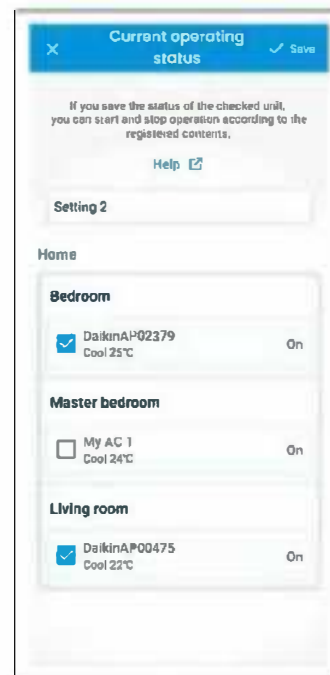 Current operating
status
Save
If you save the status of the checked unit,
you can start and stop operation according to the
registered contents.
Help
Setting 2
Home
Bedroom
DaikinAP02379
On
Cool 25℃
Master bedroom
My AC 1
On
Cool 24℃
Living room
DaikinAP00475
On
Cool 22℃